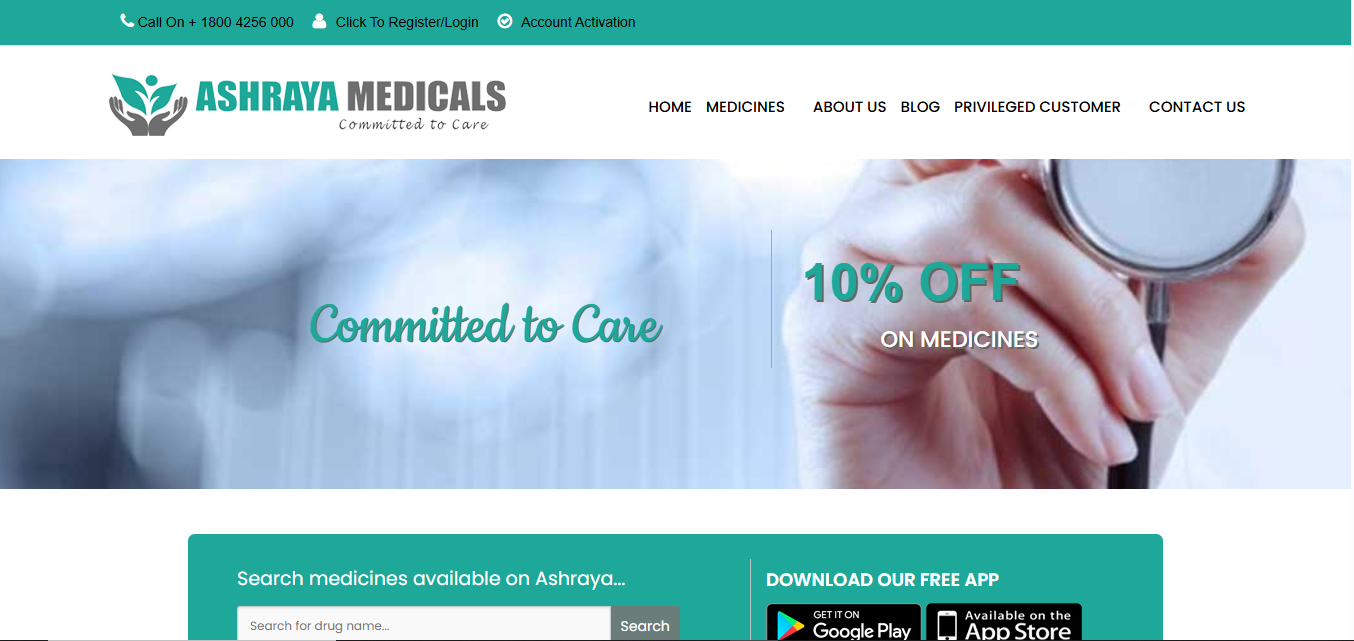 Call On + 1800 4256 000 Click To Register/Login Account Activation
ASHRAYA MEDICALS
Committed to Care
HOME MEDICINES ABOUT US BLOG PRIVILEGED CUSTOMER CONTACT US
Committed to Care
10% OFF
ON MEDICINES
Search medicines available on Ashraya...
Search for drug name...
Search
DOWNLOAD OUR FREE APP
GET IT ON
Google Play
Available on the
App Store